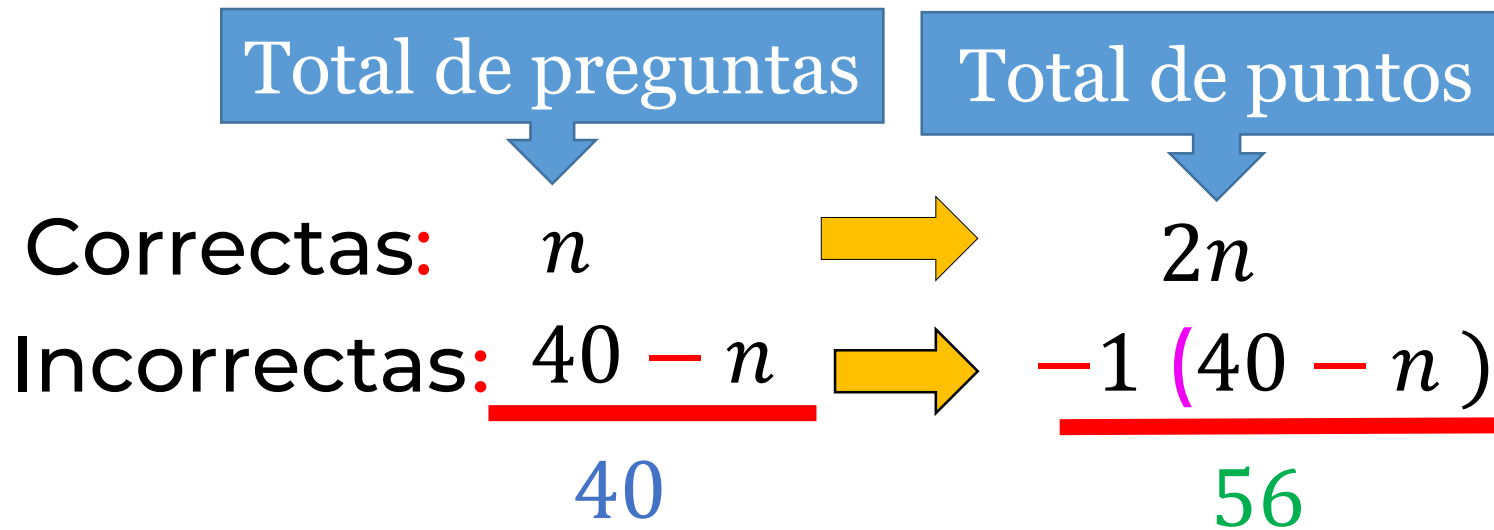 Total de preguntas
Total de puntos
Correctas: n 2n
Incorrectas: 40 − n −1 (40 − n )
40 56